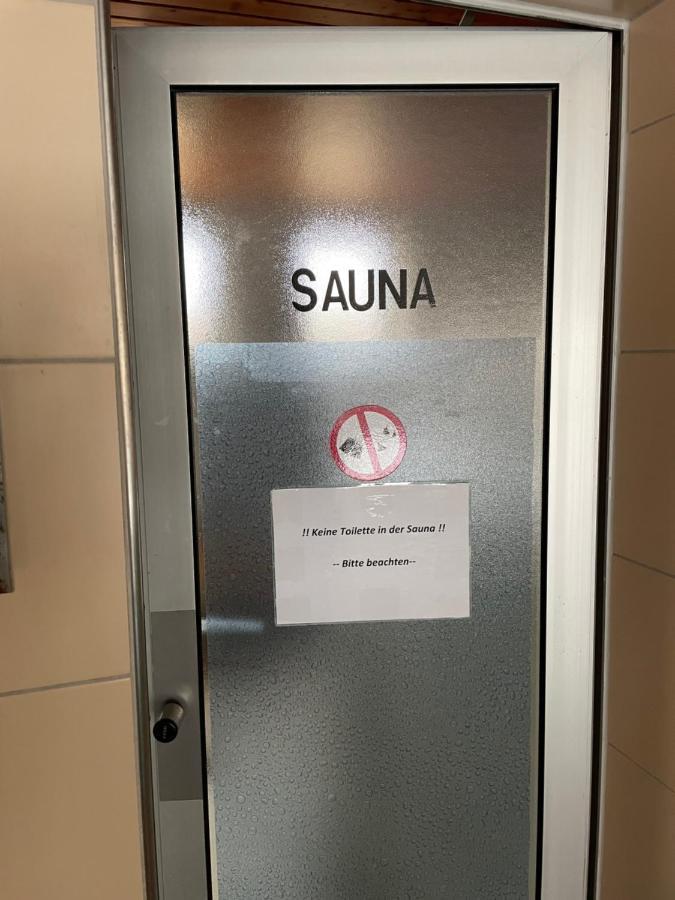 SAUNA
!! Keine Toilette in der Sauna !!
-- Bitte beachten--